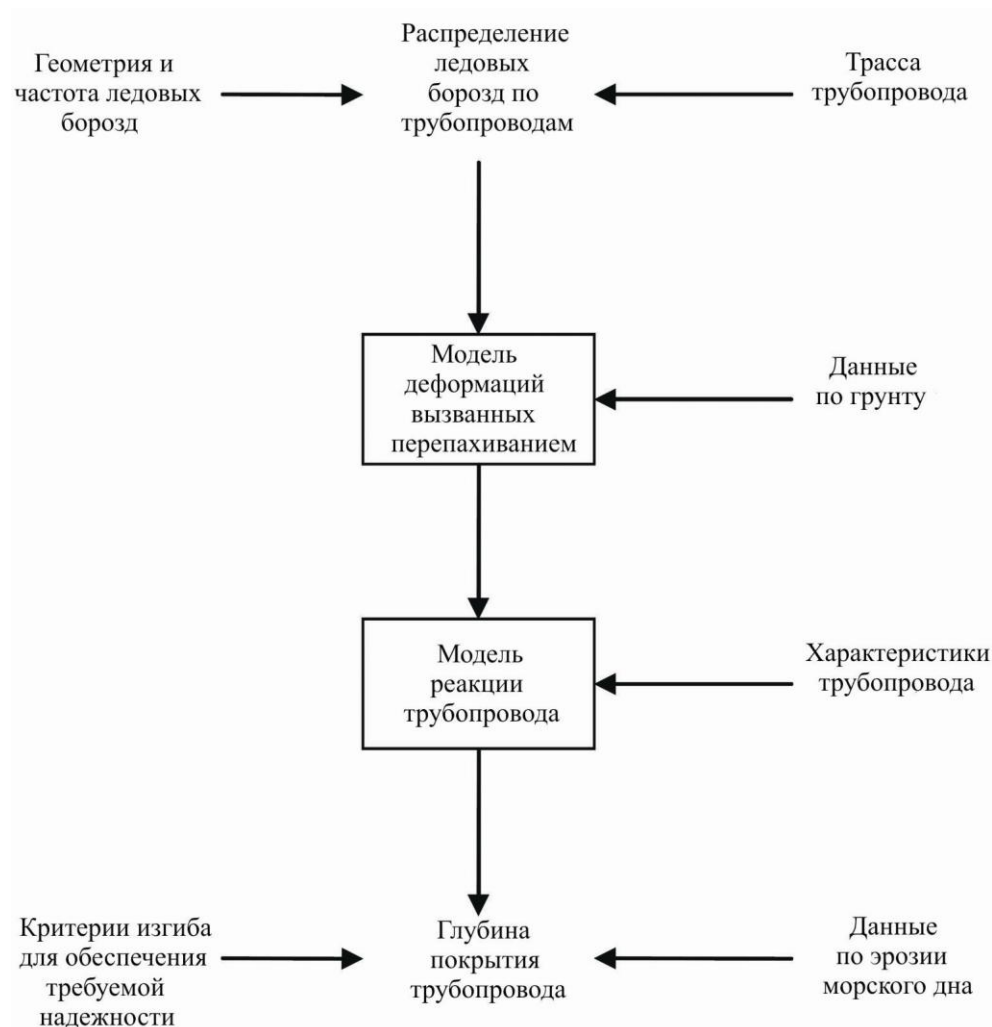 Геометрия и
частота ледовых
борозд
Распределение
ледовых
борозд по
трубопроводам
Трасса
трубопровода
Модель
деформаций
вызванных
перепахиванием
Данные
по грунту
Модель
реакции
трубопровода
Характеристики
трубопровода
Критерии изгиба
для обеспечения
требуемой
надежности
Глубина
покрытия
трубопровода
Данные
по эрозии
морского дна